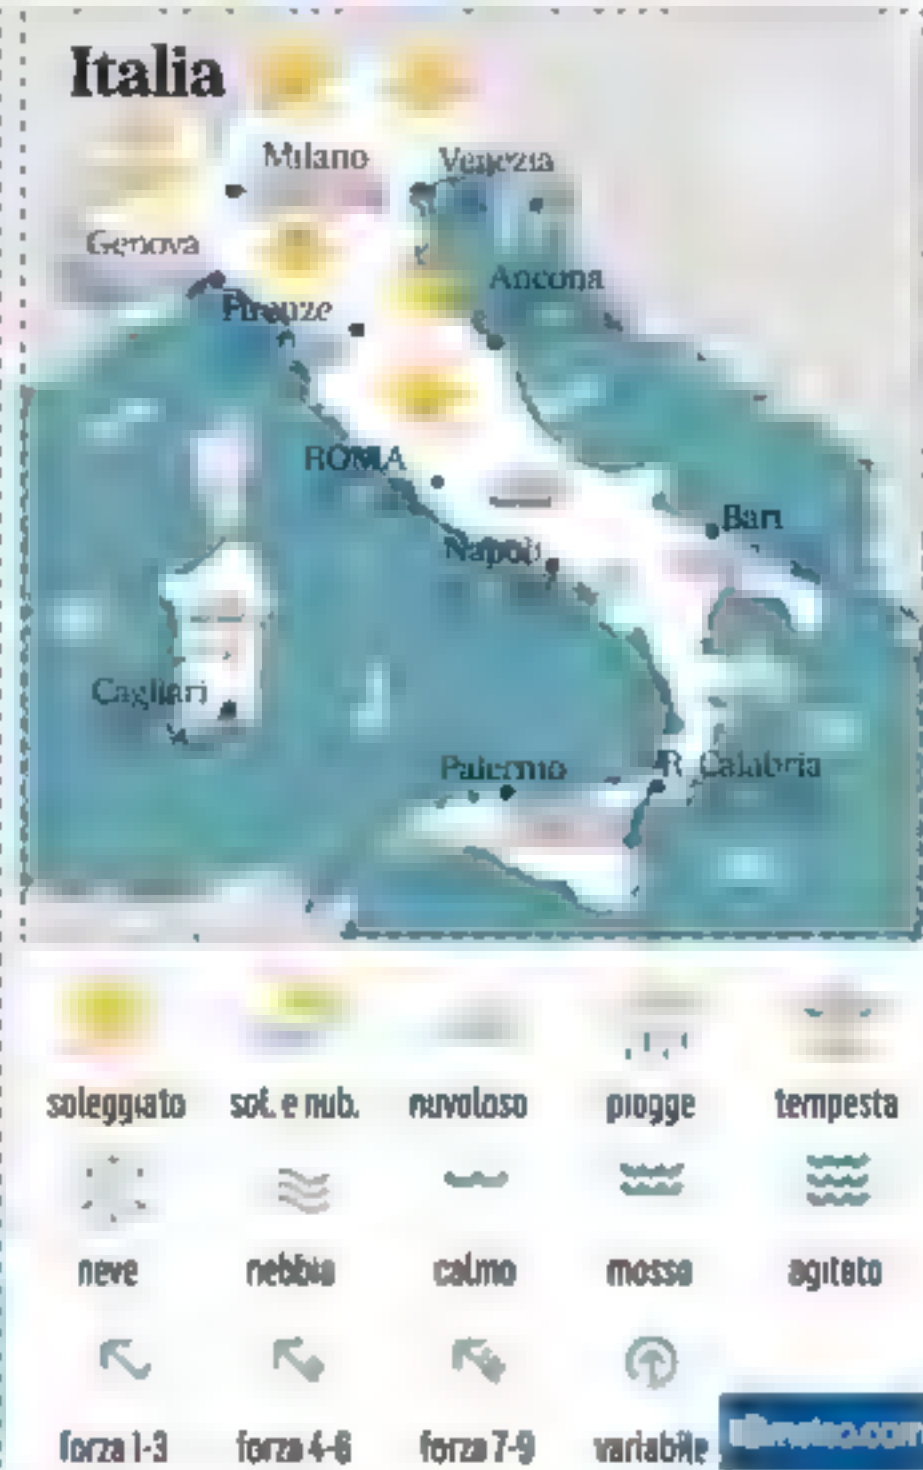 Italia
Milano
Venezia
Genova
Ancona
Firenze
ROMA
Bari
Napoli
Cagliari
Palermo
R. Calabria
soleggiato sol. e nub. nuvoloso piogge tempesta
neve nebbia calmo mosso agitato
forza 1-3 forza 4-6 forza 7-9 variabile